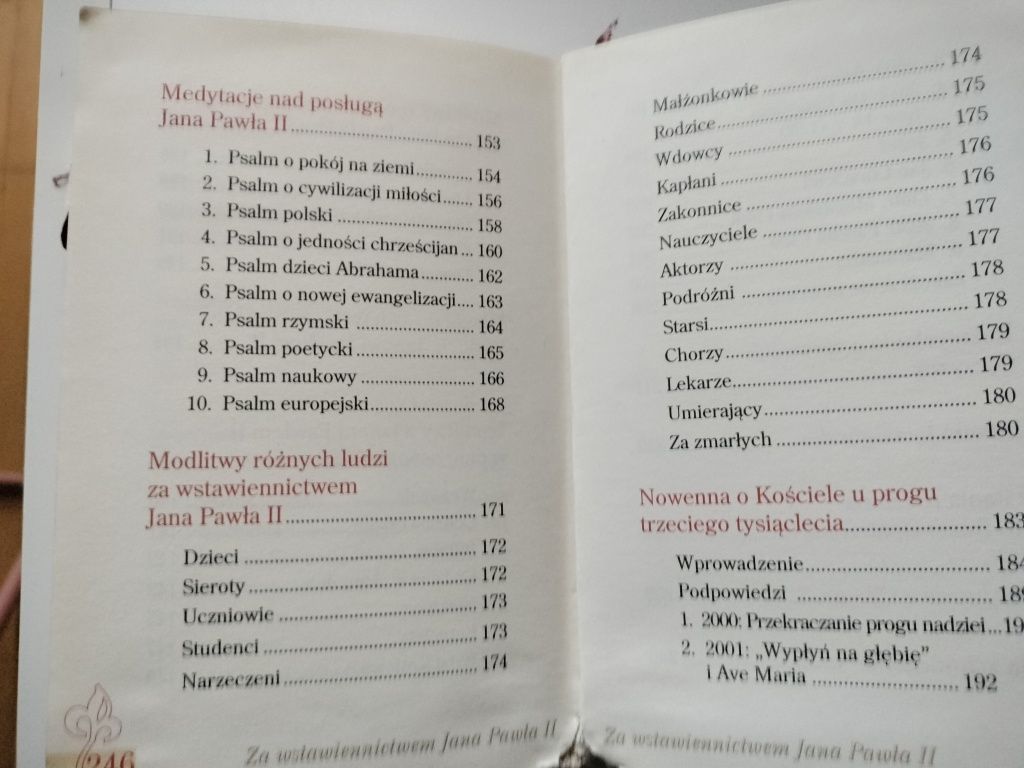 Medytacje nad posługą
Jana Pawła II ........ 153
1. Psalm o pokój na ziemi ........ 154
2. Psalm o cywilizacji miłości ....... 156
3. Psalm polski ........ 158
4. Psalm o jedności chrześcijan ... 160
5. Psalm dzieci Abrahama ........ 162
6. Psalm o nowej ewangelizacji .... 163
7. Psalm rzymski ........ 164
8. Psalm poetycki ........ 165
9. Psalm naukowy ........ 166
10. Psalm europejski ........ 168
Modlitwy różnych ludzi
za wstawiennictwem
Jana Pawła II ........ 171
Dzieci ........ 172
Sieroty ........ 172
Uczniowie ........ 173
Studenci ........ 173
Narzeczeni ........ 174
246
Za wstawiennictwem Jana Pawła II
Małżonkowie ........ 174
Rodzice ........ 175
Wdowcy ........ 175
Kapłani ........ 176
Zakonnice ........ 176
Nauczyciele ........ 177
Aktorzy ........ 177
Podróżni ........ 178
Starsi ........ 178
Chorzy ........ 179
Lekarze ........ 179
Umierający ........ 180
Za zmarłych ........ 180
Nowenna o Kościele u progu
trzeciego tysiąclecia ........ 183
Wprowadzenie ........ 184
Podpowiedzi ........
1. 2000: Przekraczanie progu nadziei ...
2. 2001: „Wypłyń na głębię”
i Ave Maria ........ 192
Za wstawiennictwem Jana Pawła II